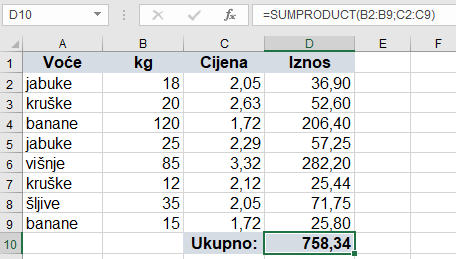 D10 fx =SUMPRODUCT(B2:B9;C2:C9)
A B C D E F
1 Voće kg Cijena Iznos
2 jabuke 18 2,05 36,90
3 kruške 20 2,63 52,60
4 banane 120 1,72 206,40
5 jabuke 25 2,29 57,25
6 višnje 85 3,32 282,20
7 kruške 12 2,12 25,44
8 šljive 35 2,05 71,75
9 banane 15 1,72 25,80
10 Ukupno: 758,34